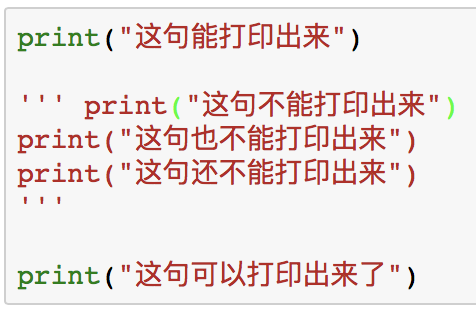 print("这句能打印出来")
''' print("这句不能打印出来")
print("这句也不能打印出来")
print("这句还不能打印出来")
'''
print("这句可以打印出来了")